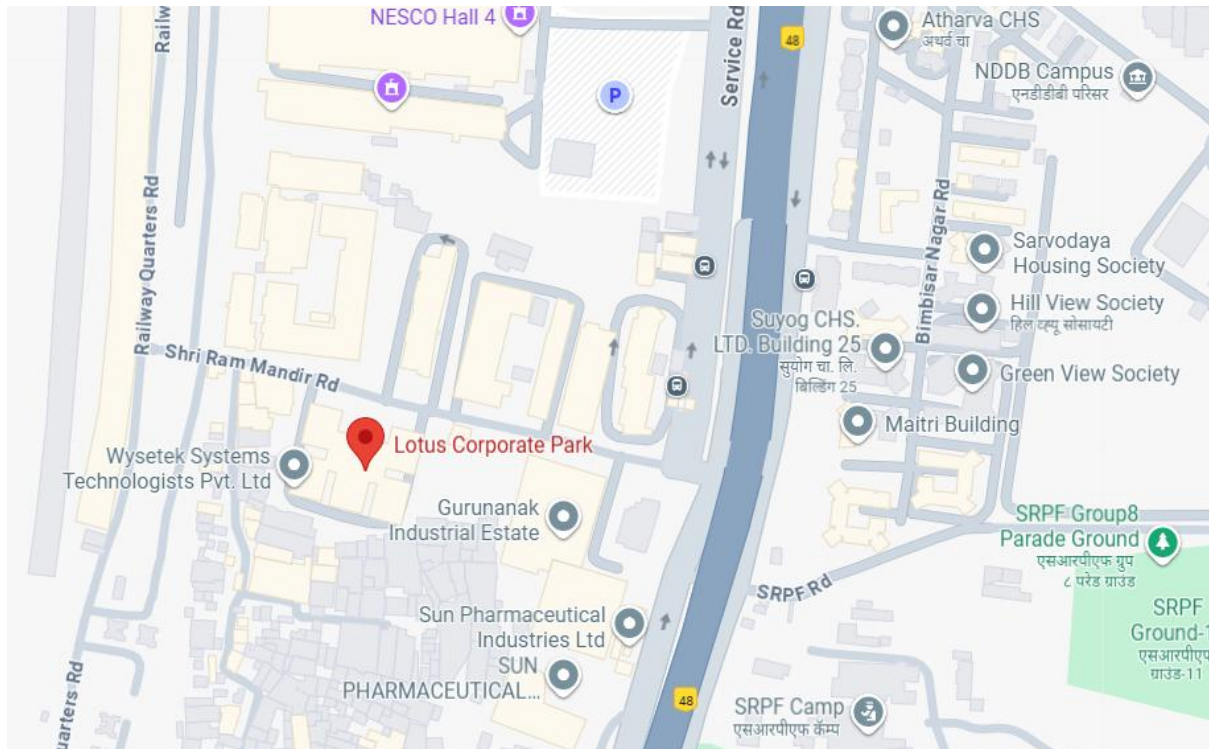 NESCO Hall 4
Railw
Service Rd
48
Atharva CHS
अथर्व चा
NDDB Campus
एनडीडीबी परिसर
P
Railway Quarters Rd
Bimbisar Nagar Rd
Sarvodaya
Housing Society
Hill View Society
हिल व्ह्यू सोसायटी
Suyog CHS.
LTD. Building 25
सुयोग चा. लि.
बिल्डिंग 25
Green View Society
Shri Ram Mandir Rd
Maitri Building
Lotus Corporate Park
Wysetek Systems
Technologists Pvt. Ltd
Gurunanak
Industrial Estate
SRPF Group8
Parade Ground
एसआरपीएफ ग्रुप
८ परेड ग्राउंड
SRPF Rd
Sun Pharmaceutical
Industries Ltd
SUN
PHARMACEUTICAL...
SRPF
Ground-1
एसआरपीएफ
ग्राउंड-11
uarters Rd
48
SRPF Camp
एसआरपीएफ कॅम्प